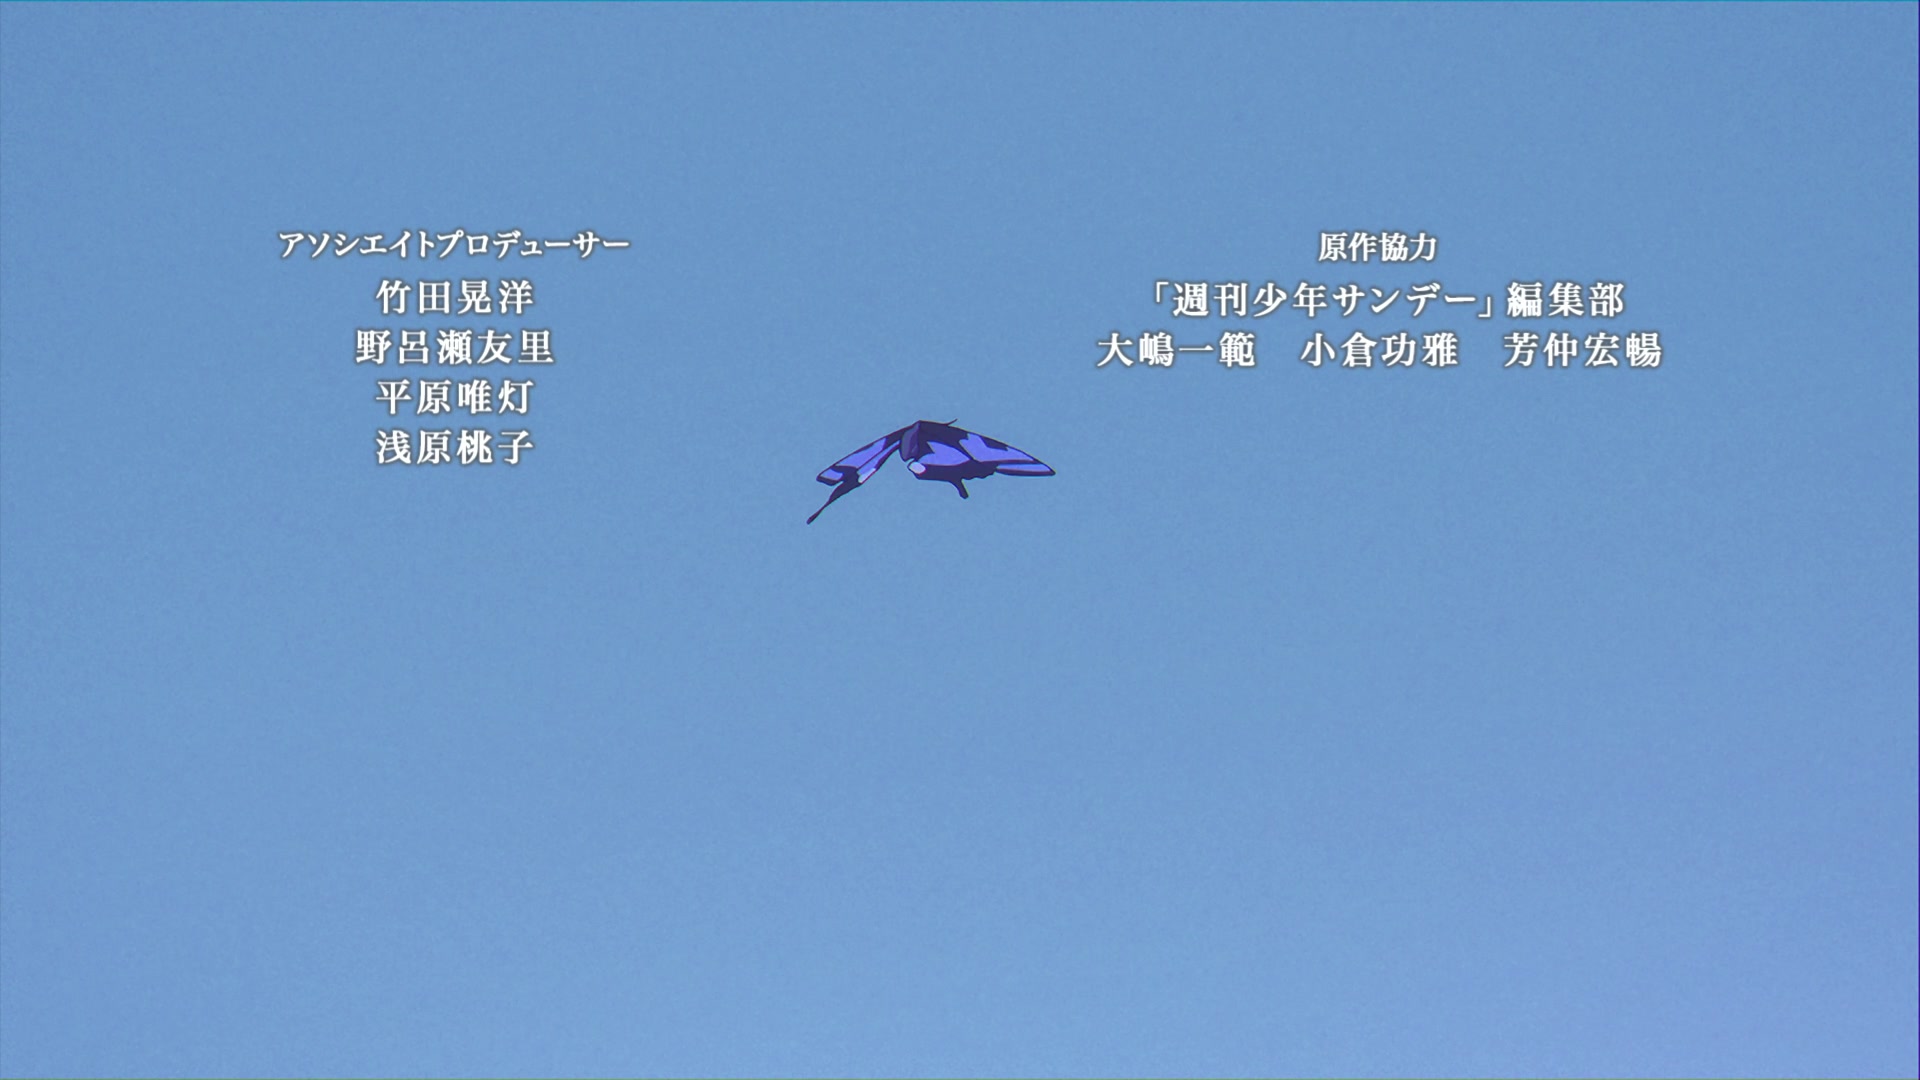 アソシエイトプロデューサー
竹田晃洋
野呂瀬友里
平原唯灯
浅原桃子
原作協力
「週刊少年サンデー」編集部
大嶋一範　小倉功雅　芳仲宏暢